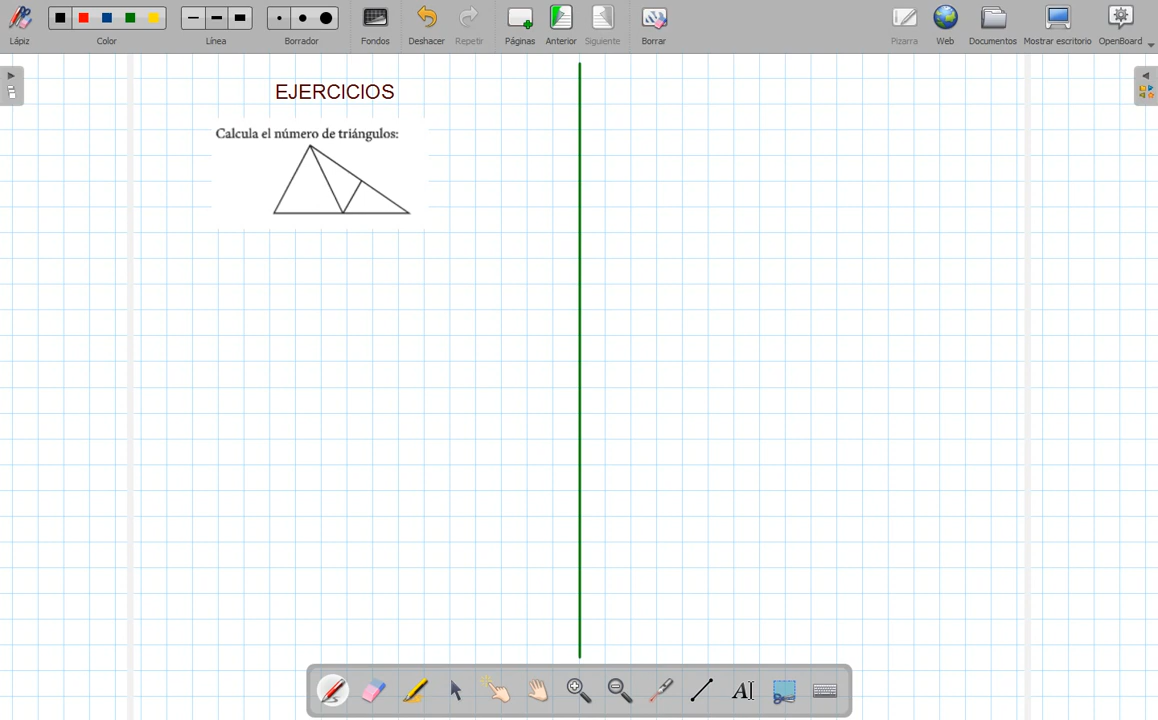 Lápiz
Color
Línea
Borrador
Fondos
Deshacer
Repetir
Páginas
Anterior
Siguiente
Borrar
Pizarra
Web
Documentos
Mostrar escritorio
OpenBoard
EJERCICIOS
Calcula el número de triángulos:
A